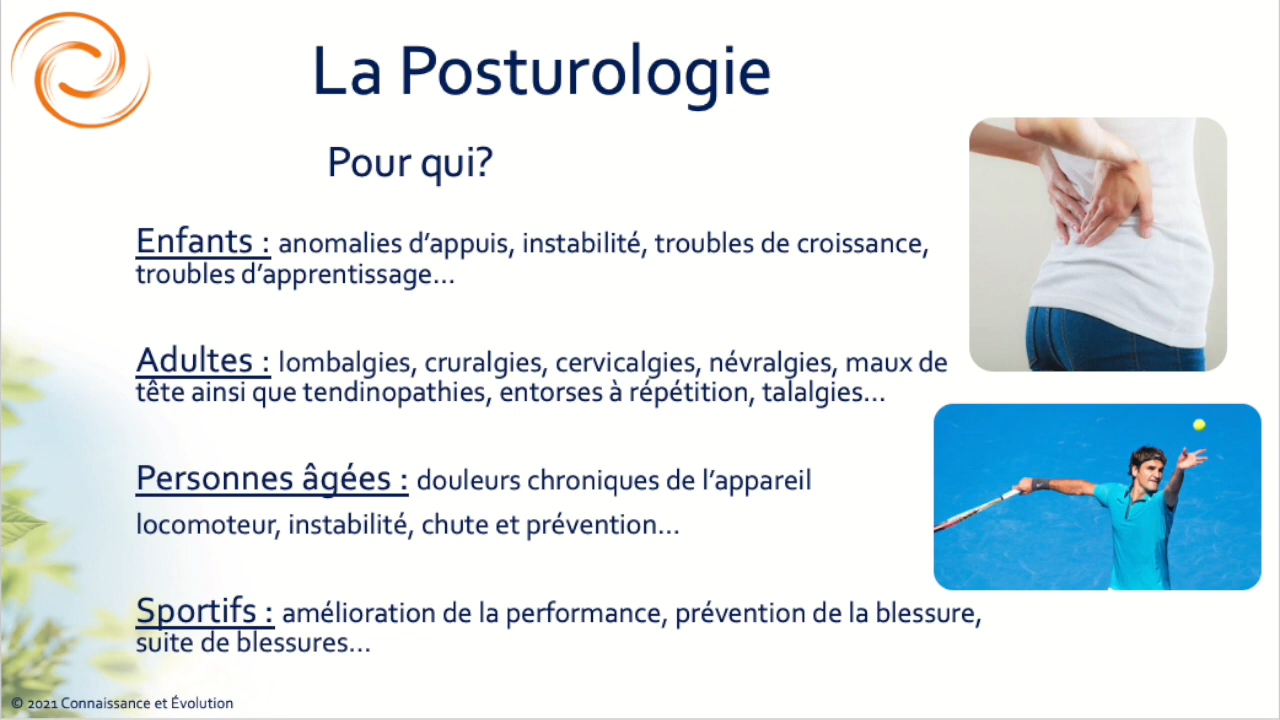 La Posturologie
Pour qui?
Enfants : anomalies d’appuis, instabilité, troubles de croissance,
troubles d’apprentissage...
Adultes : lombalgies, cruralgies, cervicalgies, névralgies, maux de
tête ainsi que tendinopathies, entorses à répétition, talalgies...
Personnes âgées : douleurs chroniques de l’appareil
locomoteur, instabilité, chute et prévention...
Sportifs : amélioration de la performance, prévention de la blessure,
suite de blessures...
© 2021 Connaissance et Évolution